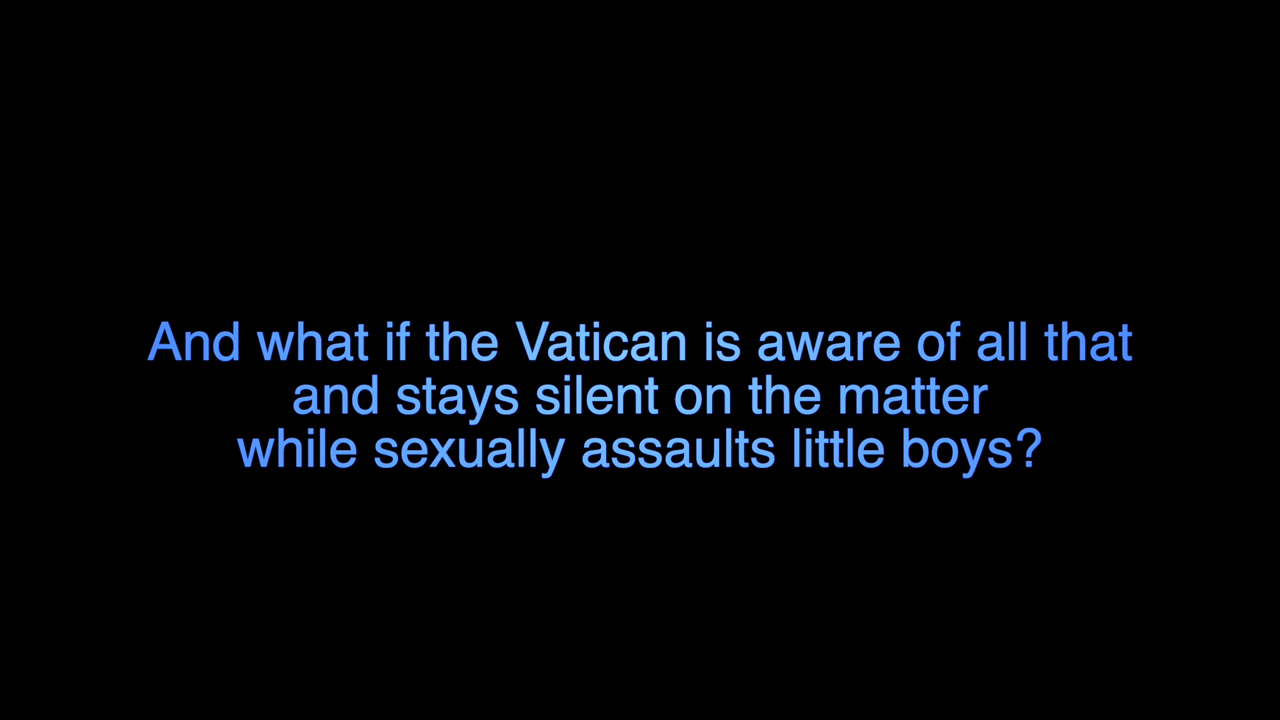 And what if the Vatican is aware of all that
and stays silent on the matter
while sexually assaults little boys?